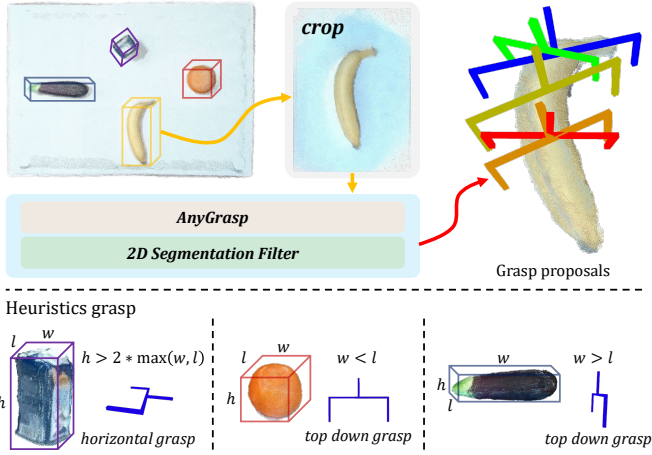 crop
AnyGrasp
2D Segmentation Filter
Grasp proposals
Heuristics grasp
l w
h > 2 * max(w, l)
h
horizontal grasp
l w
w < l
h
top down grasp
w
w > l
h
l
top down grasp